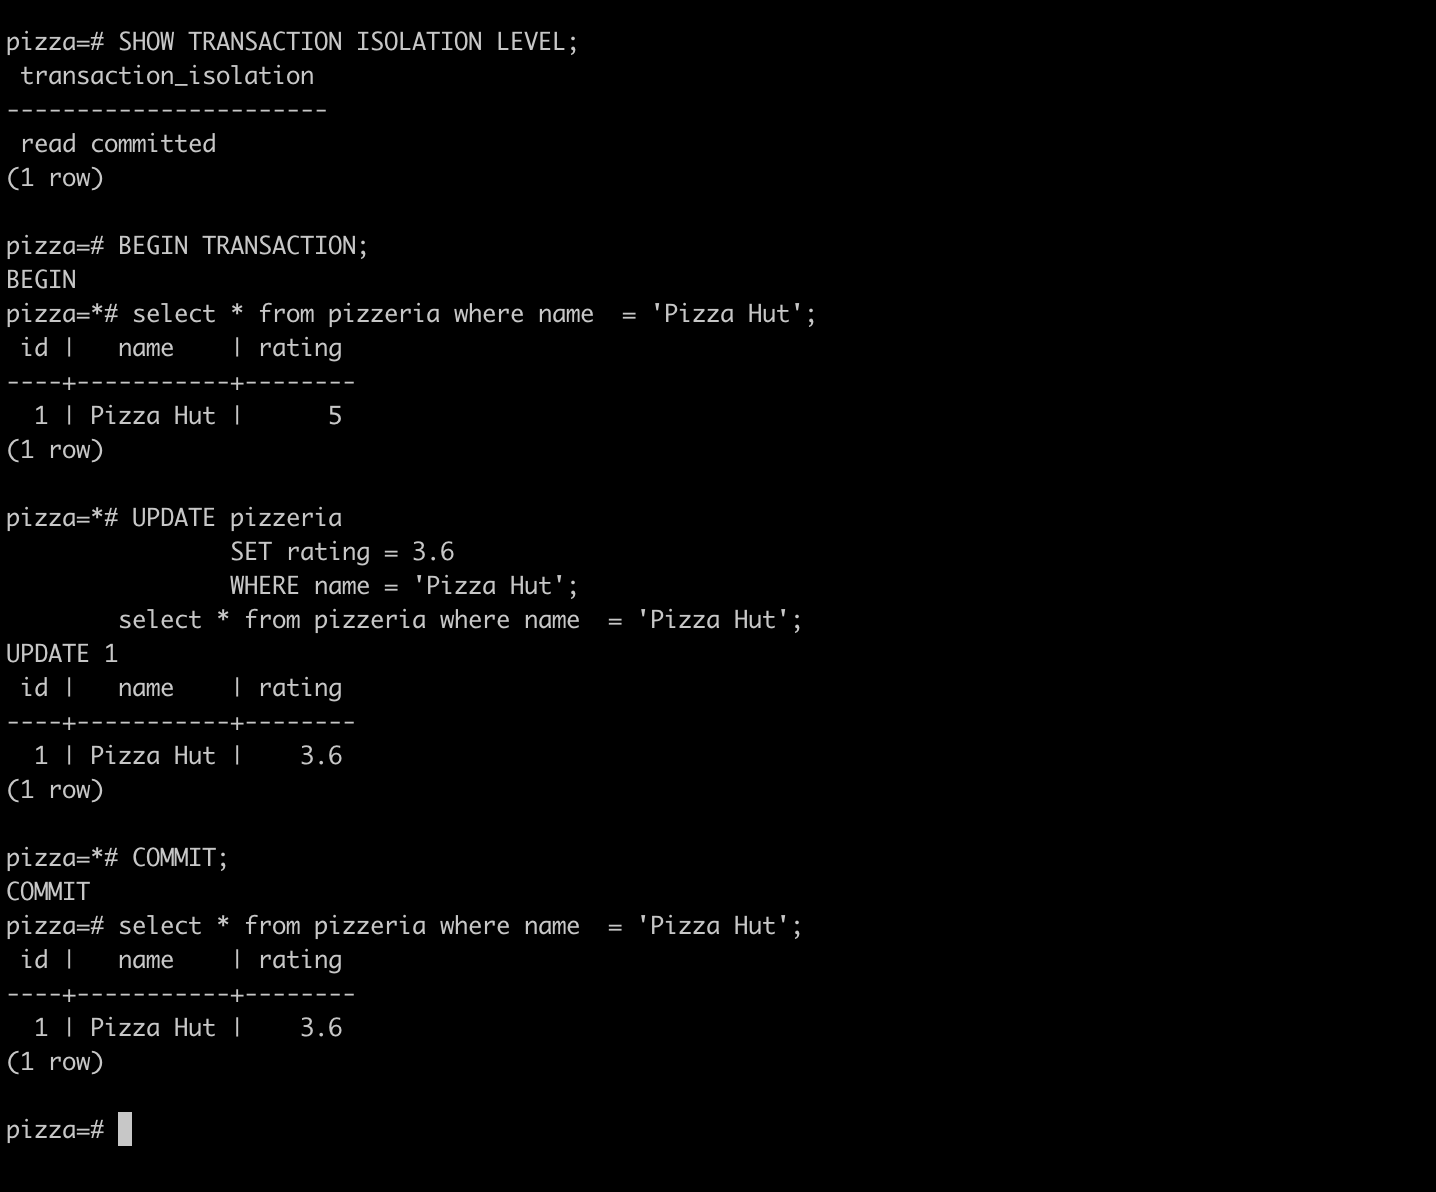 pizza=# SHOW TRANSACTION ISOLATION LEVEL;
 transaction_isolation
-----------------------
 read committed
(1 row)

pizza=# BEGIN TRANSACTION;
BEGIN
pizza=*# select * from pizzeria where name  = 'Pizza Hut';
 id |   name    | rating
----+-----------+--------
  1 | Pizza Hut |      5
(1 row)

pizza=*# UPDATE pizzeria
                SET rating = 3.6
                WHERE name = 'Pizza Hut';
        select * from pizzeria where name  = 'Pizza Hut';
UPDATE 1
 id |   name    | rating
----+-----------+--------
  1 | Pizza Hut |    3.6
(1 row)

pizza=*# COMMIT;
COMMIT
pizza=# select * from pizzeria where name  = 'Pizza Hut';
 id |   name    | rating
----+-----------+--------
  1 | Pizza Hut |    3.6
(1 row)

pizza=#